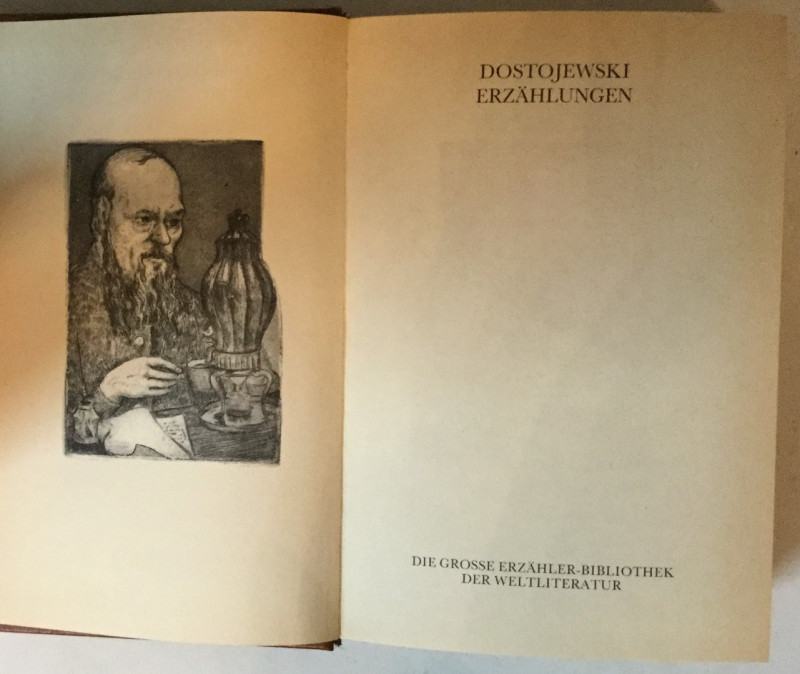 DOSTOJEWSKI
ERZÄHLUNGEN
DIE GROSSE ERZÄHLER-BIBLIOTHEK
DER WELTLITERATUR